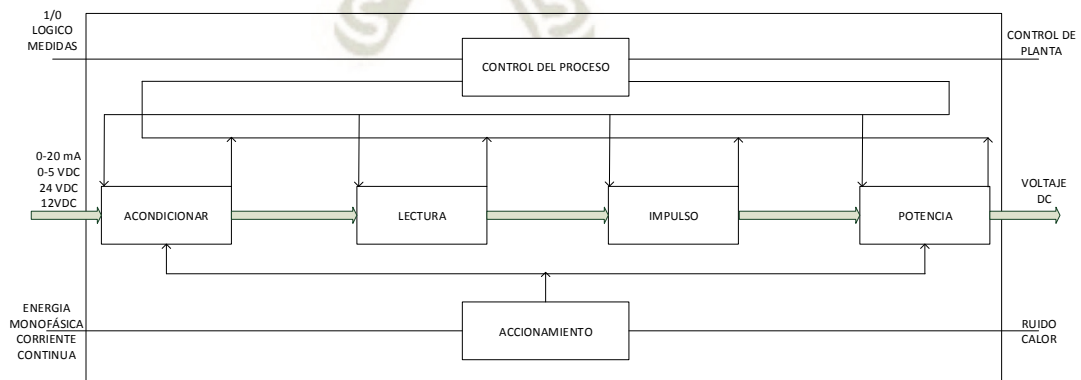 1/0
LOGICO
MEDIDAS
CONTROL DEL PROCESO
CONTROL DE
PLANTA
0-20 mA
0-5 VDC
24 VDC
12VDC
ACONDICIONAR
LECTURA
IMPULSO
POTENCIA
VOLTAJE
DC
ENERGIA
MONOFÁSICA
CORRIENTE
CONTINUA
ACCIONAMIENTO
RUIDO
CALOR